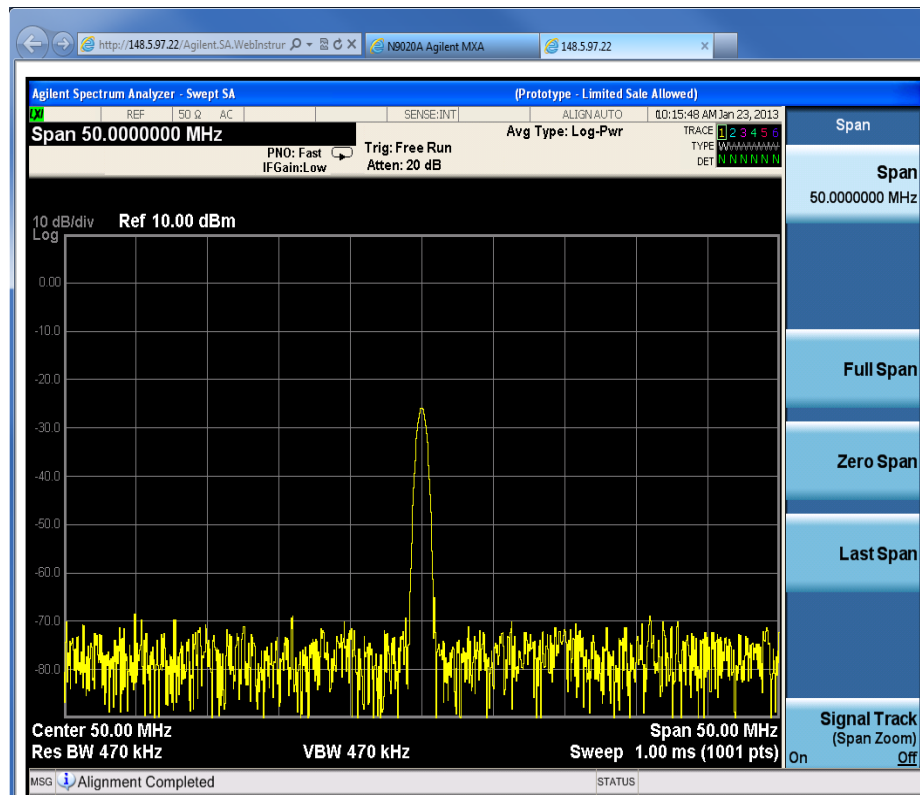 http://148.5.97.22/Agilent.SA.WebInstrur
N9020A Agilent MXA
148.5.97.22
Agilent Spectrum Analyzer - Swept SA
(Prototype - Limited Sale Allowed)
LXI
REF
50 Ω
AC
SENSE:INT
ALIGN AUTO
10:15:48 AM Jan 23, 2013
Span 50.0000000 MHz
PNO: Fast
IFGain:Low
Trig: Free Run
Atten: 20 dB
Avg Type: Log-Pwr
TRACE 1 2 3 4 5 6
TYPE WWWWWW
DET N N N N N N
Span
Span
50.0000000 MHz
Full Span
Zero Span
Last Span
Signal Track
(Span Zoom)
On Off
10 dB/div
Log
Ref 10.00 dBm
0.00
-10.0
-20.0
-30.0
-40.0
-50.0
-60.0
-70.0
-80.0
Center 50.00 MHz
Span 50.00 MHz
Res BW 470 kHz
VBW 470 kHz
Sweep 1.00 ms (1001 pts)
MSG
Alignment Completed
STATUS